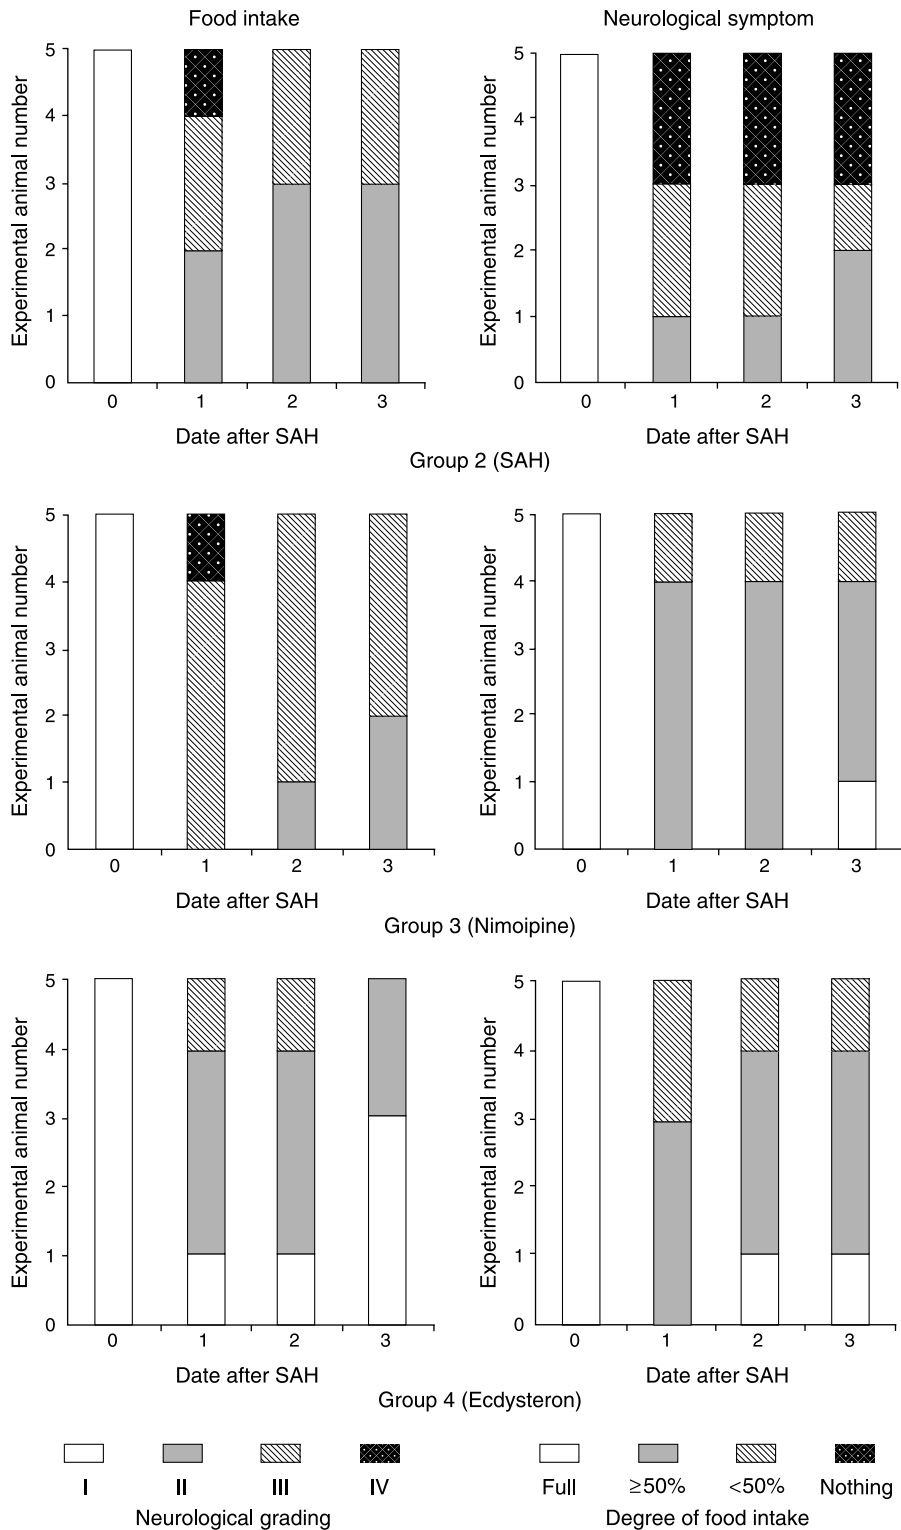 Food intake
Neurological symptom
Experimental animal number
5
4
3
2
1
0
0 1 2 3
Date after SAH
Experimental animal number
5
4
3
2
1
0
0 1 2 3
Date after SAH
Group 2 (SAH)
Experimental animal number
5
4
3
2
1
0
0 1 2 3
Date after SAH
Experimental animal number
5
4
3
2
1
0
0 1 2 3
Date after SAH
Group 3 (Nimoipine)
Experimental animal number
5
4
3
2
1
0
0 1 2 3
Date after SAH
Experimental animal number
5
4
3
2
1
0
0 1 2 3
Date after SAH
Group 4 (Ecdysteron)
I II III IV
Neurological grading
Full ≥50% <50% Nothing
Degree of food intake